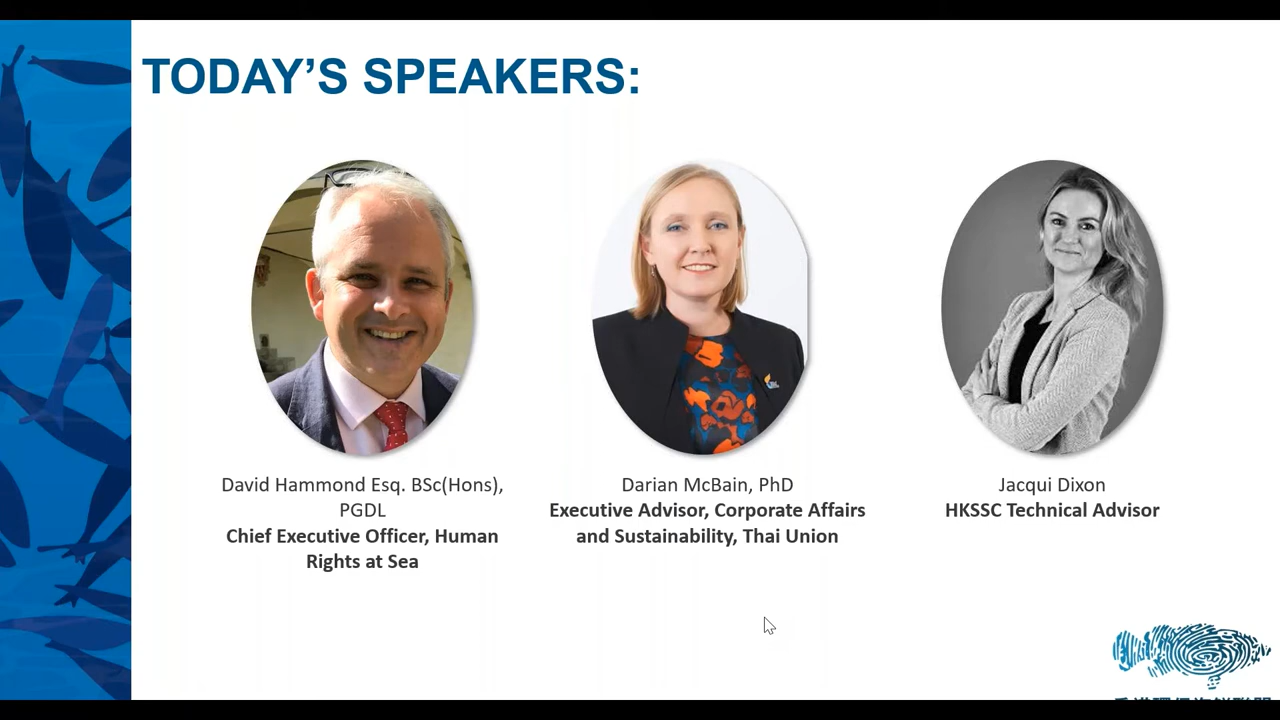 TODAY'S SPEAKERS:
David Hammond Esq. BSc(Hons),
PGDL
Chief Executive Officer, Human
Rights at Sea
Darian McBain, PhD
Executive Advisor, Corporate Affairs
and Sustainability, Thai Union
Jacqui Dixon
HKSSC Technical Advisor